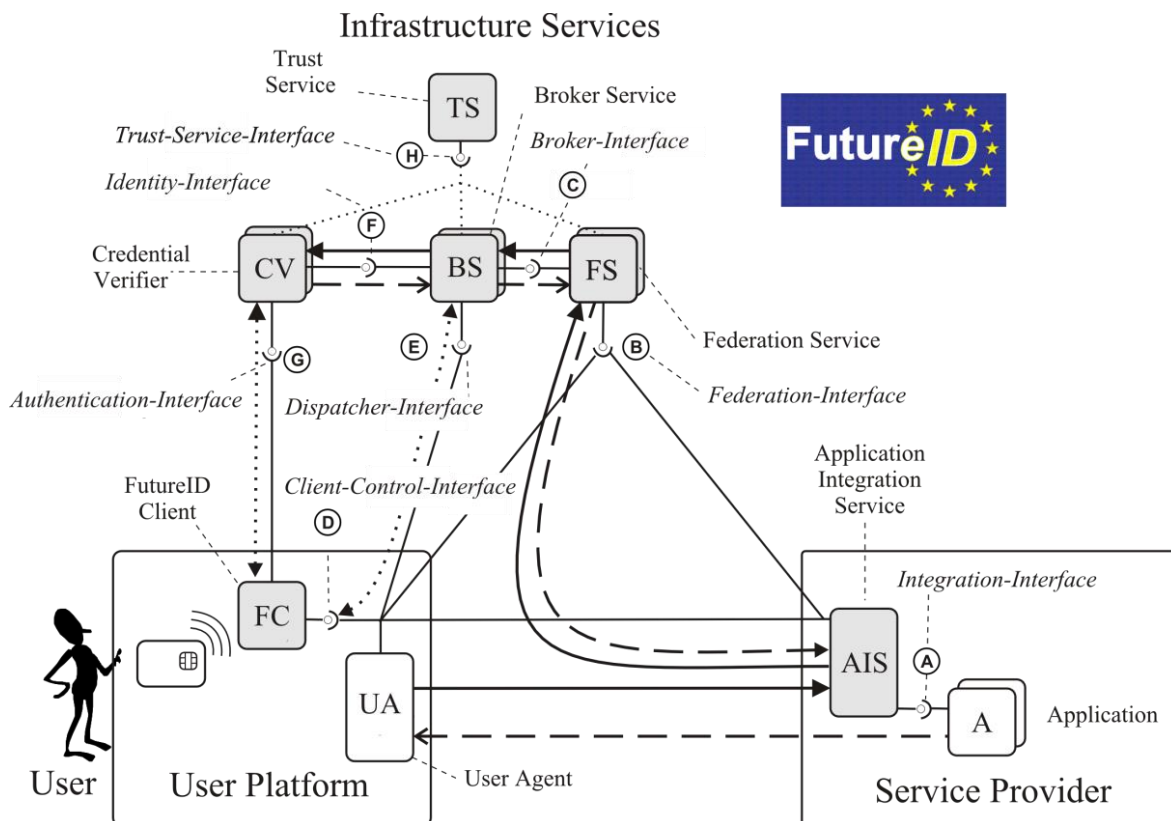 Infrastructure Services
Trust
Service
TS
Broker Service
Trust-Service-Interface
H
Broker-Interface
FutureID
Identity-Interface
C
F
Credential
Verifier
CV
BS
FS
Federation Service
G
E
B
Authentication-Interface
Dispatcher-Interface
Federation-Interface
Application
Integration
Service
FutureID
Client
Client-Control-Interface
D
Integration-Interface
FC
AIS
A
UA
A
Application
User
User Platform
User Agent
Service Provider